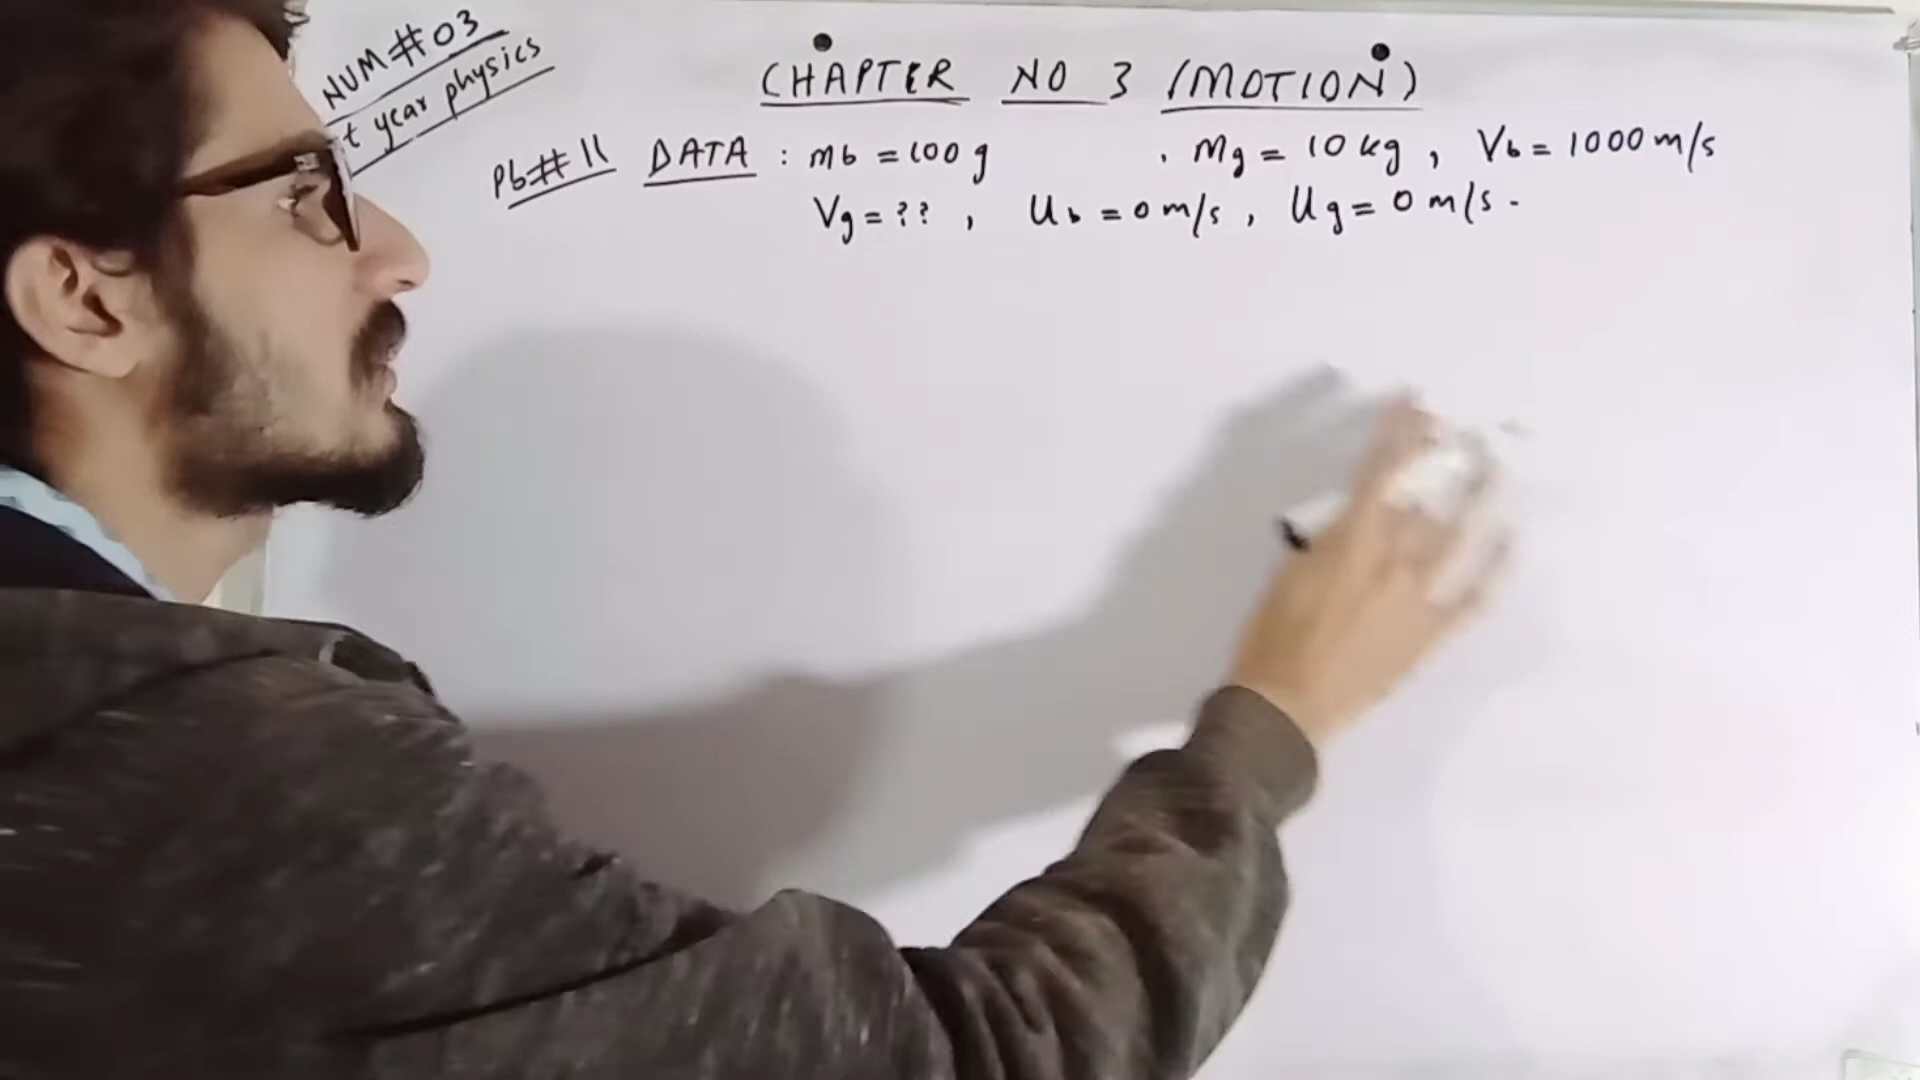 NUM#03
t year physics
CHAPTER NO 3 (MOTION)
Pb#11 DATA : mb = 100g . Mg = 10 kg , Vb = 1000 m/s
Vg = ?? , Ub = 0 m/s , Ug = 0 m/s .